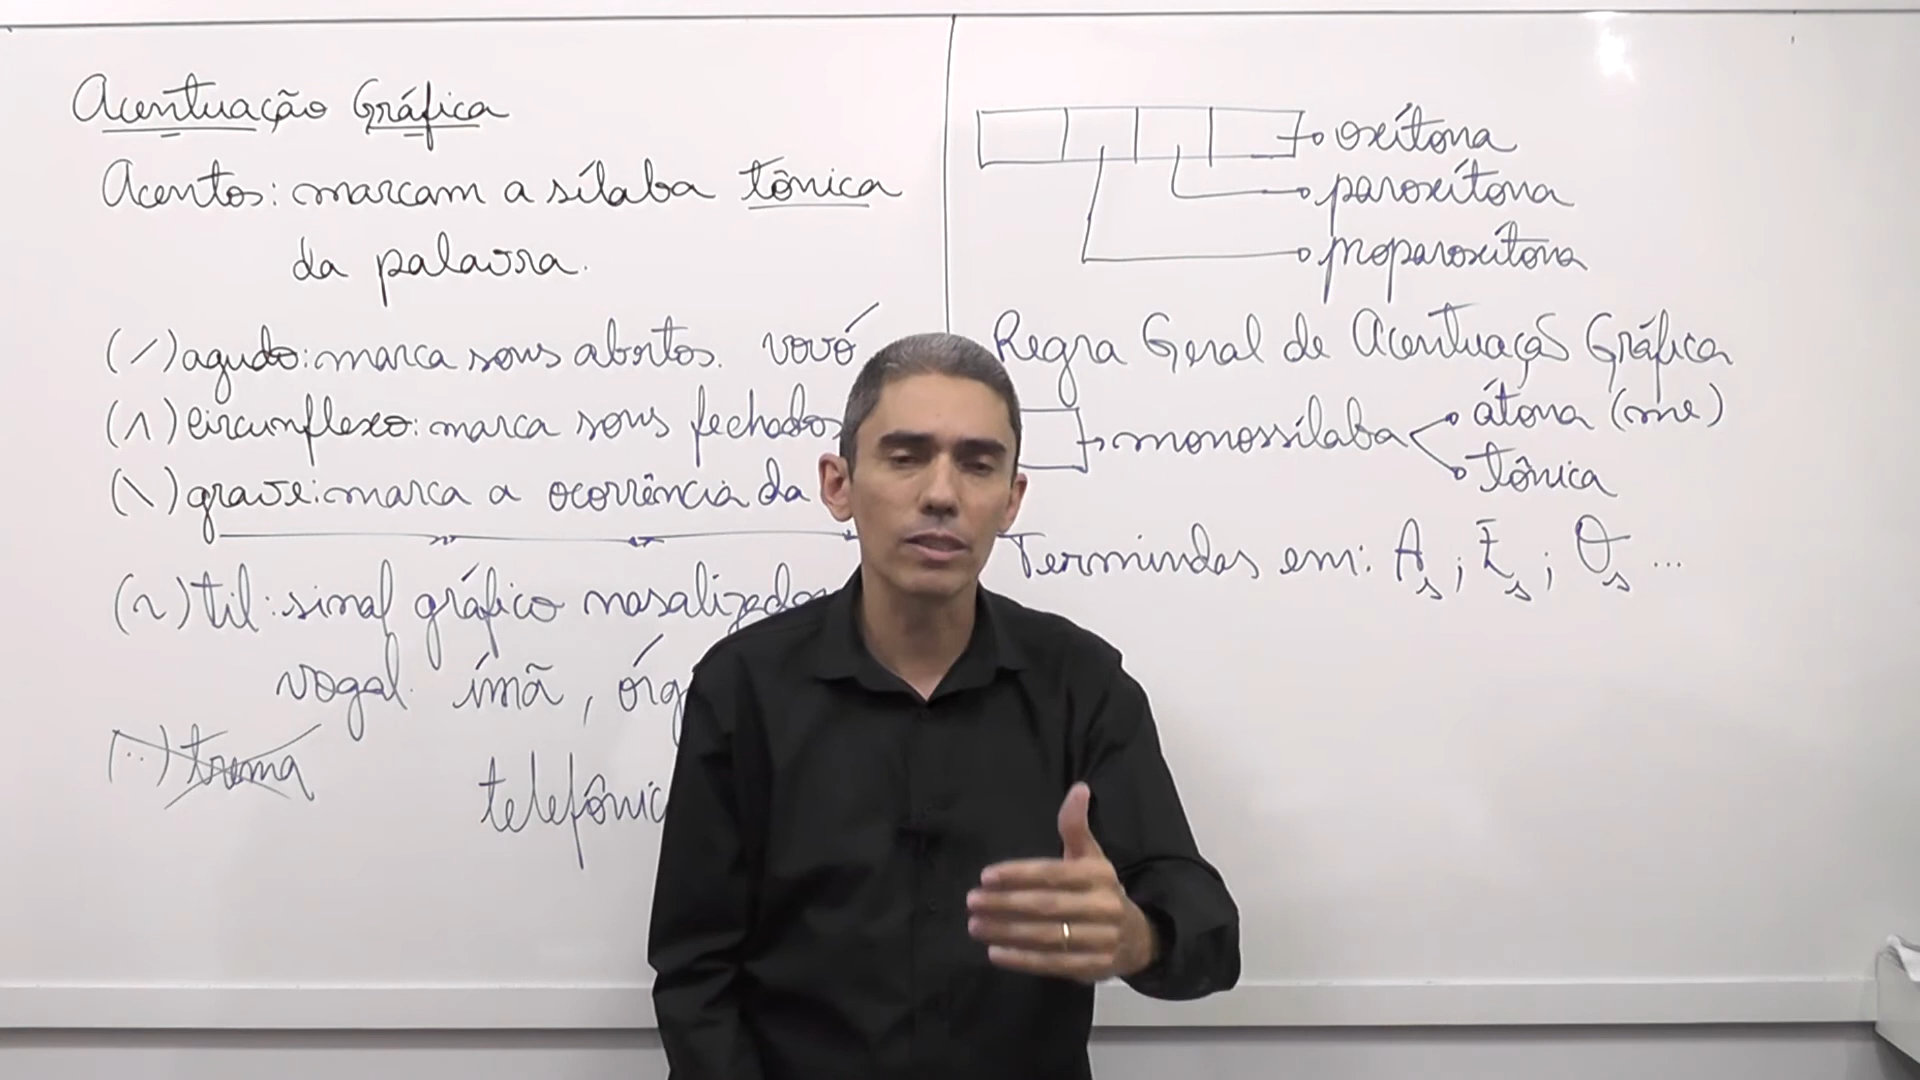 Acentuação Gráfica
Acentos: marcam a sílaba tônica
da palavra.
(´) agudo: marca sons abertos. vovó
(^) circunflexo: marca sons fechados
(`) grave: marca a ocorrência da
(~) til: sinal gráfico nasalizador
vogal. ímã, órg
telefônic
(¨) trema
oxítona
paroxítona
proparoxítona
Regra Geral de Acentuação Gráfica
monossílaba
átona (me)
tônica
Termindas em: As; Es; Os ...